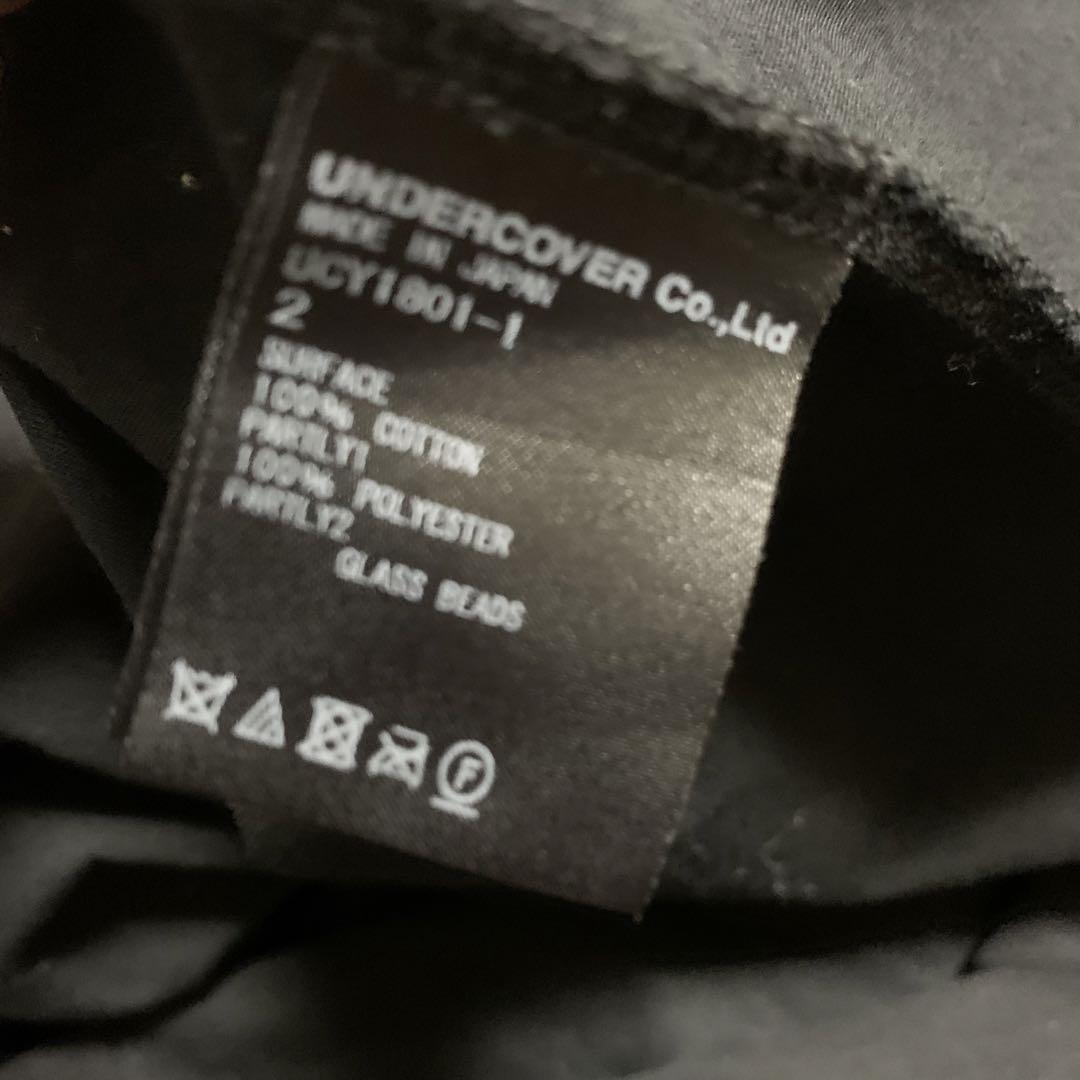 UNDERCOVER Co.,Ltd
MADE IN JAPAN
UCY1801-1
2
SURFACE
100% COTTON
PARTLY1
100% POLYESTER
PARTLY2
GLASS BEADS
F